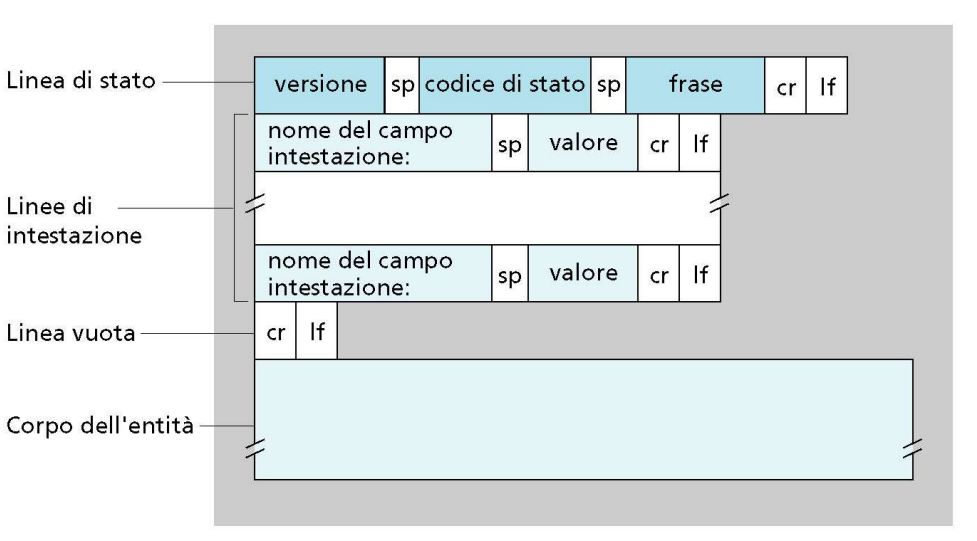 Linea di stato
versione sp codice di stato sp frase cr lf
nome del campo
intestazione: sp valore cr lf
Linee di
intestazione
nome del campo
intestazione: sp valore cr lf
Linea vuota
cr lf
Corpo dell'entità